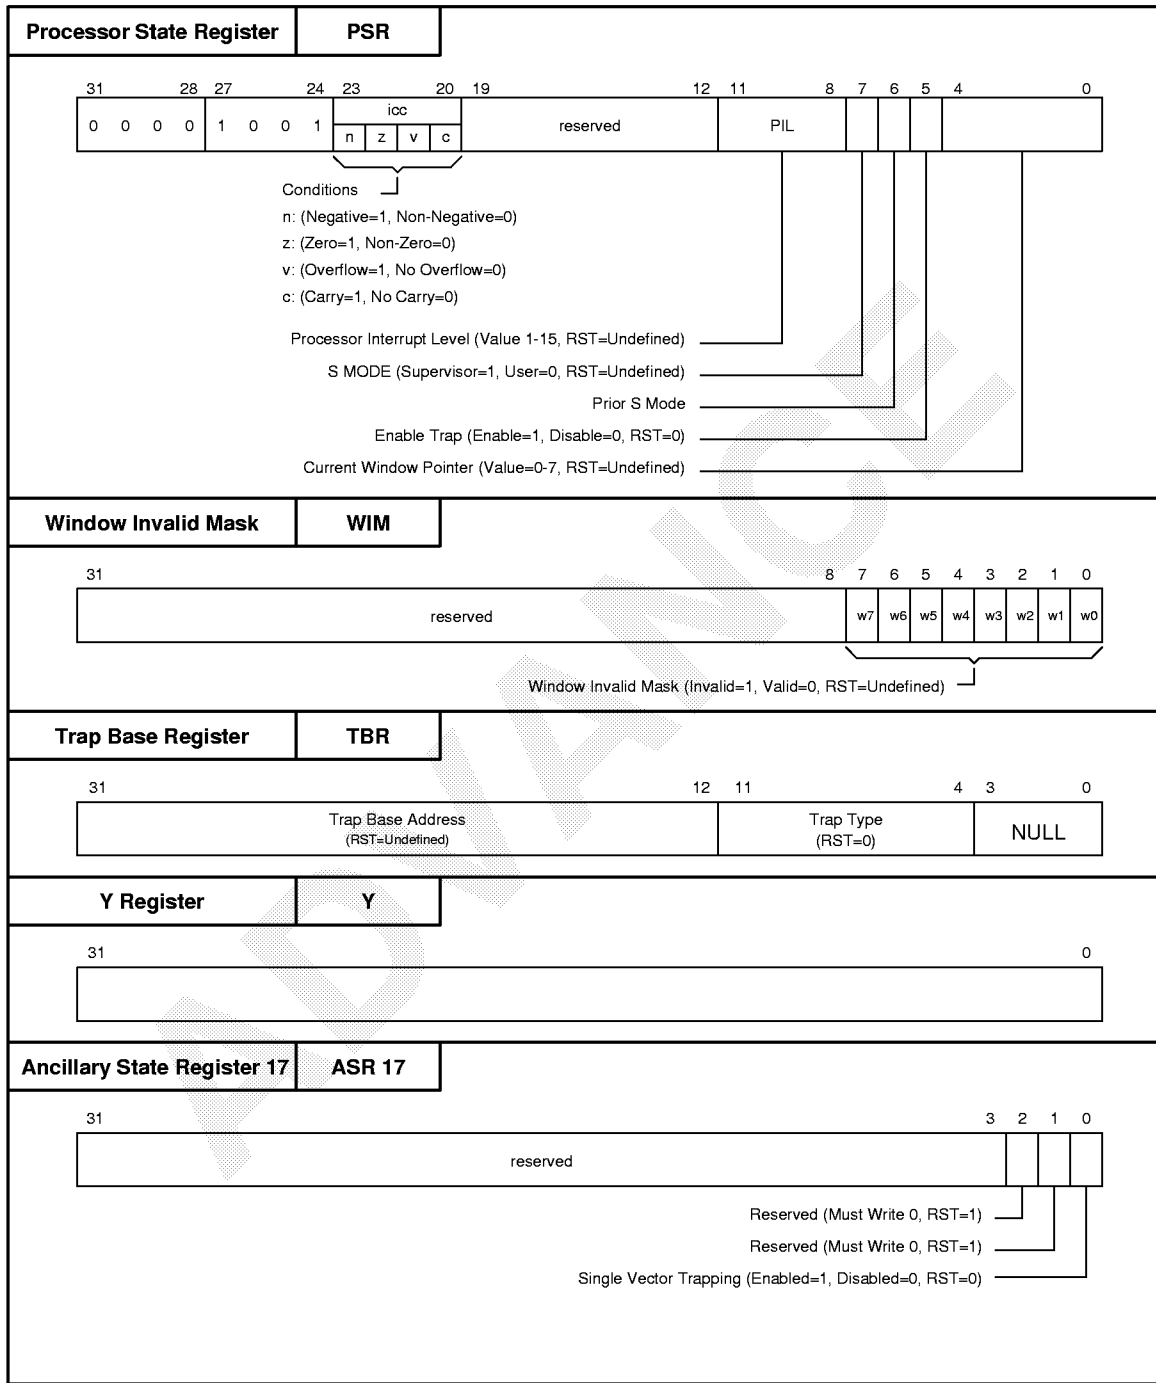 Processor State Register PSR
31 28 27 24 23 20 19 12 11 8 7 6 5 4 0
icc
0 0 0 0 1 0 0 1 reserved PIL
n z v c
Conditions
n: (Negative=1, Non-Negative=0)
z: (Zero=1, Non-Zero=0)
v: (Overflow=1, No Overflow=0)
c: (Carry=1, No Carry=0)
Processor Interrupt Level (Value 1-15, RST=Undefined)
S MODE (Supervisor=1, User=0, RST=Undefined)
Prior S Mode
Enable Trap (Enable=1, Disable=0, RST=0)
Current Window Pointer (Value=0-7, RST=Undefined)
Window Invalid Mask WIM
31 8 7 6 5 4 3 2 1 0
reserved w7 w6 w5 w4 w3 w2 w1 w0
Window Invalid Mask (Invalid=1, Valid=0, RST=Undefined)
Trap Base Register TBR
31 12 11 4 3 0
Trap Base Address Trap Type NULL
(RST=Undefined) (RST=0)
Y Register Y
31 0
Ancillary State Register 17 ASR 17
31 3 2 1 0
reserved
Reserved (Must Write 0, RST=1)
Reserved (Must Write 0, RST=1)
Single Vector Trapping (Enabled=1, Disabled=0, RST=0)
ADVANCE